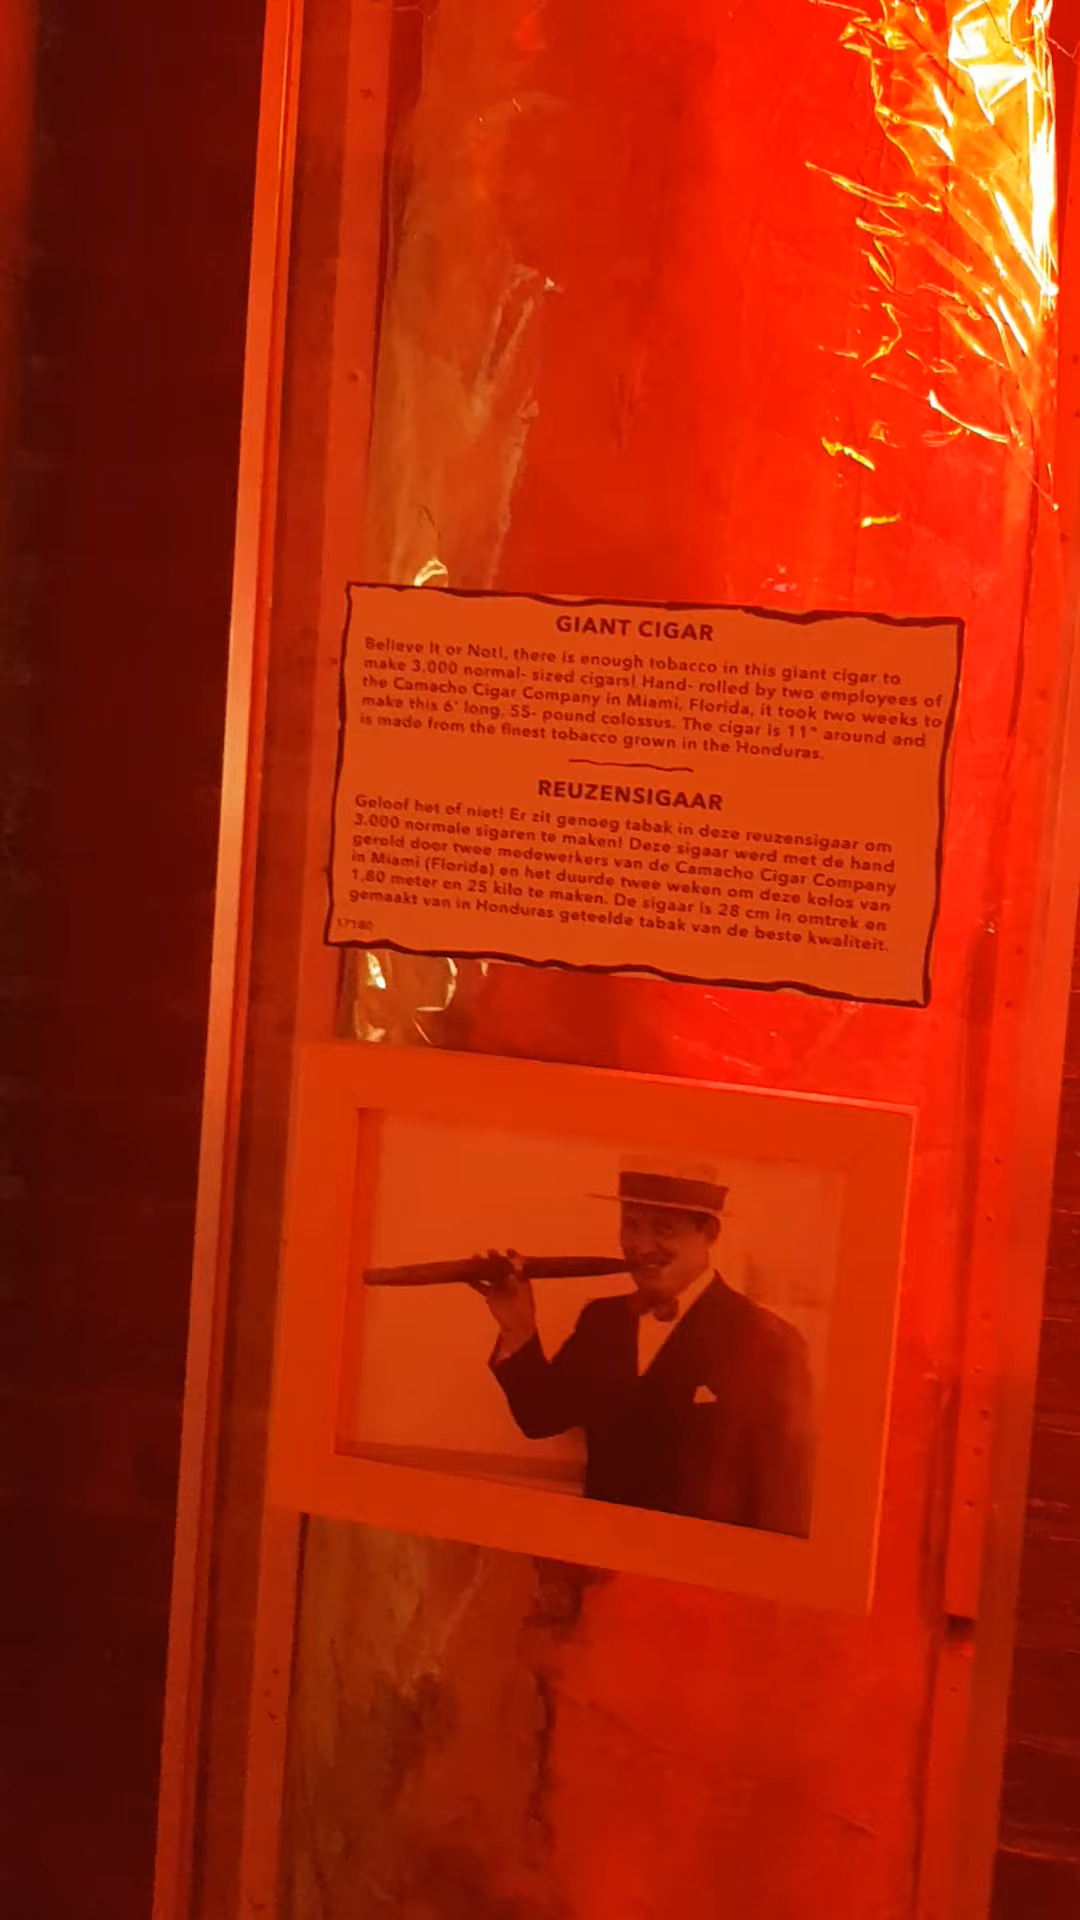 GIANT CIGAR
Believe It or Not!, there is enough tobacco in this giant cigar to
make 3,000 normal- sized cigars! Hand- rolled by two employees of
the Camacho Cigar Company in Miami, Florida, it took two weeks to
make this 6' long, 55- pound colossus. The cigar is 11" around and
is made from the finest tobacco grown in the Honduras.
REUZENSIGAAR
Geloof het of niet! Er zit genoeg tabak in deze reuzensigaar om
3.000 normale sigaren te maken! Deze sigaar werd met de hand
gerold door twee medewerkers van de Camacho Cigar Company
in Miami (Florida) en het duurde twee weken om deze kolos van
1,80 meter en 25 kilo te maken. De sigaar is 28 cm in omtrek en
gemaakt van in Honduras geteelde tabak van de beste kwaliteit.
17180